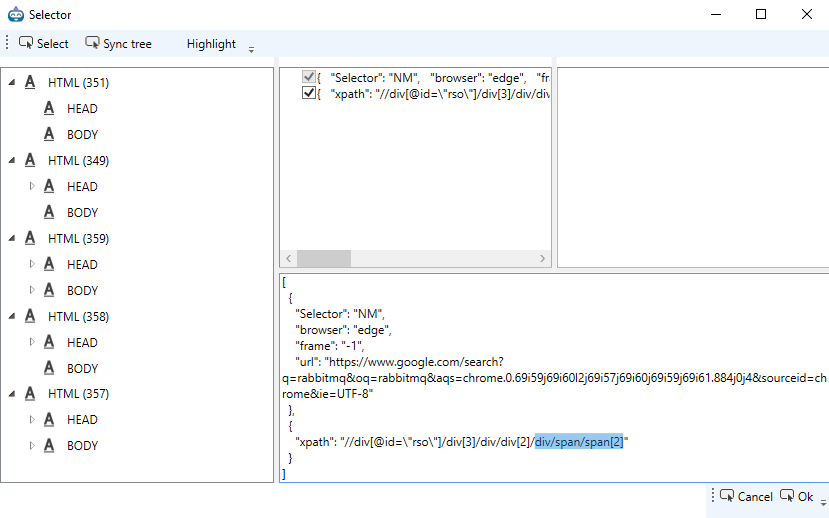 Selector
Select Sync tree Highlight
HTML (351)
HEAD
BODY
HTML (349)
HEAD
BODY
HTML (359)
HEAD
BODY
HTML (358)
HEAD
BODY
HTML (357)
HEAD
BODY
{ "Selector": "NM", "browser": "edge", "fra
{ "xpath": "//div[@id=\"rso\"]/div[3]/div/div
[
{
"Selector": "NM",
"browser": "edge",
"frame": "-1",
"url": "https://www.google.com/search?
q=rabbitmq&oq=rabbitmq&aqs=chrome.0.69i59j69i60l2j69i57j69i60j69i59j69i61.884j0j4&sourceid=ch
rome&ie=UTF-8"
},
{
"xpath": "//div[@id=\"rso\"]/div[3]/div/div[2]/div/span/span[2]"
}
]
Cancel Ok